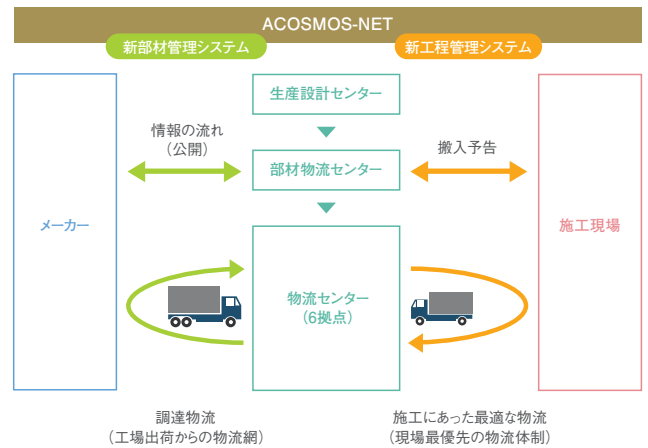 ACOSMOS-NET
新部材管理システム
新工程管理システム
生産設計センター
情報の流れ
（公開）
部材物流センター
搬入予告
メーカー
施工現場
物流センター
（6拠点）
調達物流
（工場出荷からの物流網）
施工にあった最適な物流
（現場最優先の物流体制）